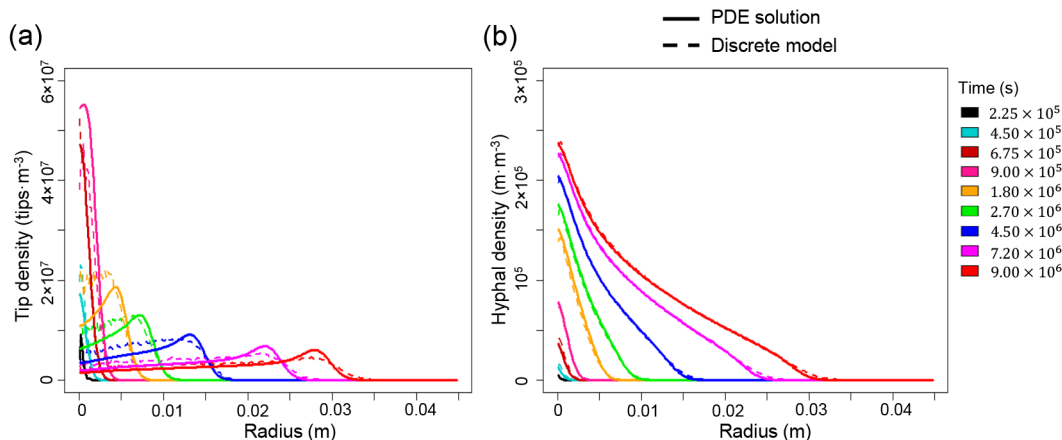 PDE solution
Discrete model
(a)
(b)
Tip density (tips·m⁻³)
0
2×10⁷
4×10⁷
6×10⁷
0 0.01 0.02 0.03 0.04
Radius (m)
Hyphal density (m·m⁻³)
0
10⁵
2×10⁵
3×10⁵
0 0.01 0.02 0.03 0.04
Radius (m)
Time (s)
2.25 × 10⁵
4.50 × 10⁵
6.75 × 10⁵
9.00 × 10⁵
1.80 × 10⁶
2.70 × 10⁶
4.50 × 10⁶
7.20 × 10⁶
9.00 × 10⁶